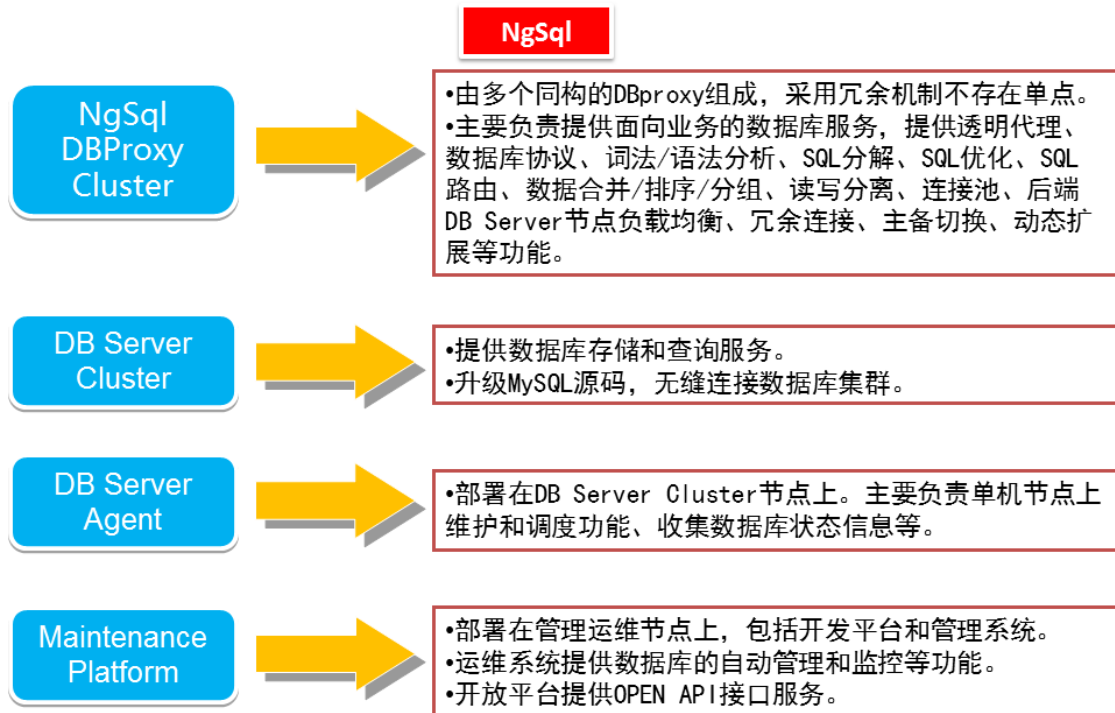 NgSql
NgSql
DBProxy
Cluster
•由多个同构的DBproxy组成，采用冗余机制不存在单点。
•主要负责提供面向业务的数据库服务，提供透明代理、
数据库协议、词法/语法分析、SQL分解、SQL优化、SQL
路由、数据合并/排序/分组、读写分离、连接池、后端
DB Server节点负载均衡、冗余连接、主备切换、动态扩
展等功能。
DB Server
Cluster
•提供数据库存储和查询服务。
•升级MySQL源码，无缝连接数据库集群。
DB Server
Agent
•部署在DB Server Cluster节点上。主要负责单机节点上
维护和调度功能、收集数据库状态信息等。
Maintenance
Platform
•部署在管理运维节点上，包括开发平台和管理系统。
•运维系统提供数据库的自动管理和监控等功能。
•开放平台提供OPEN API接口服务。